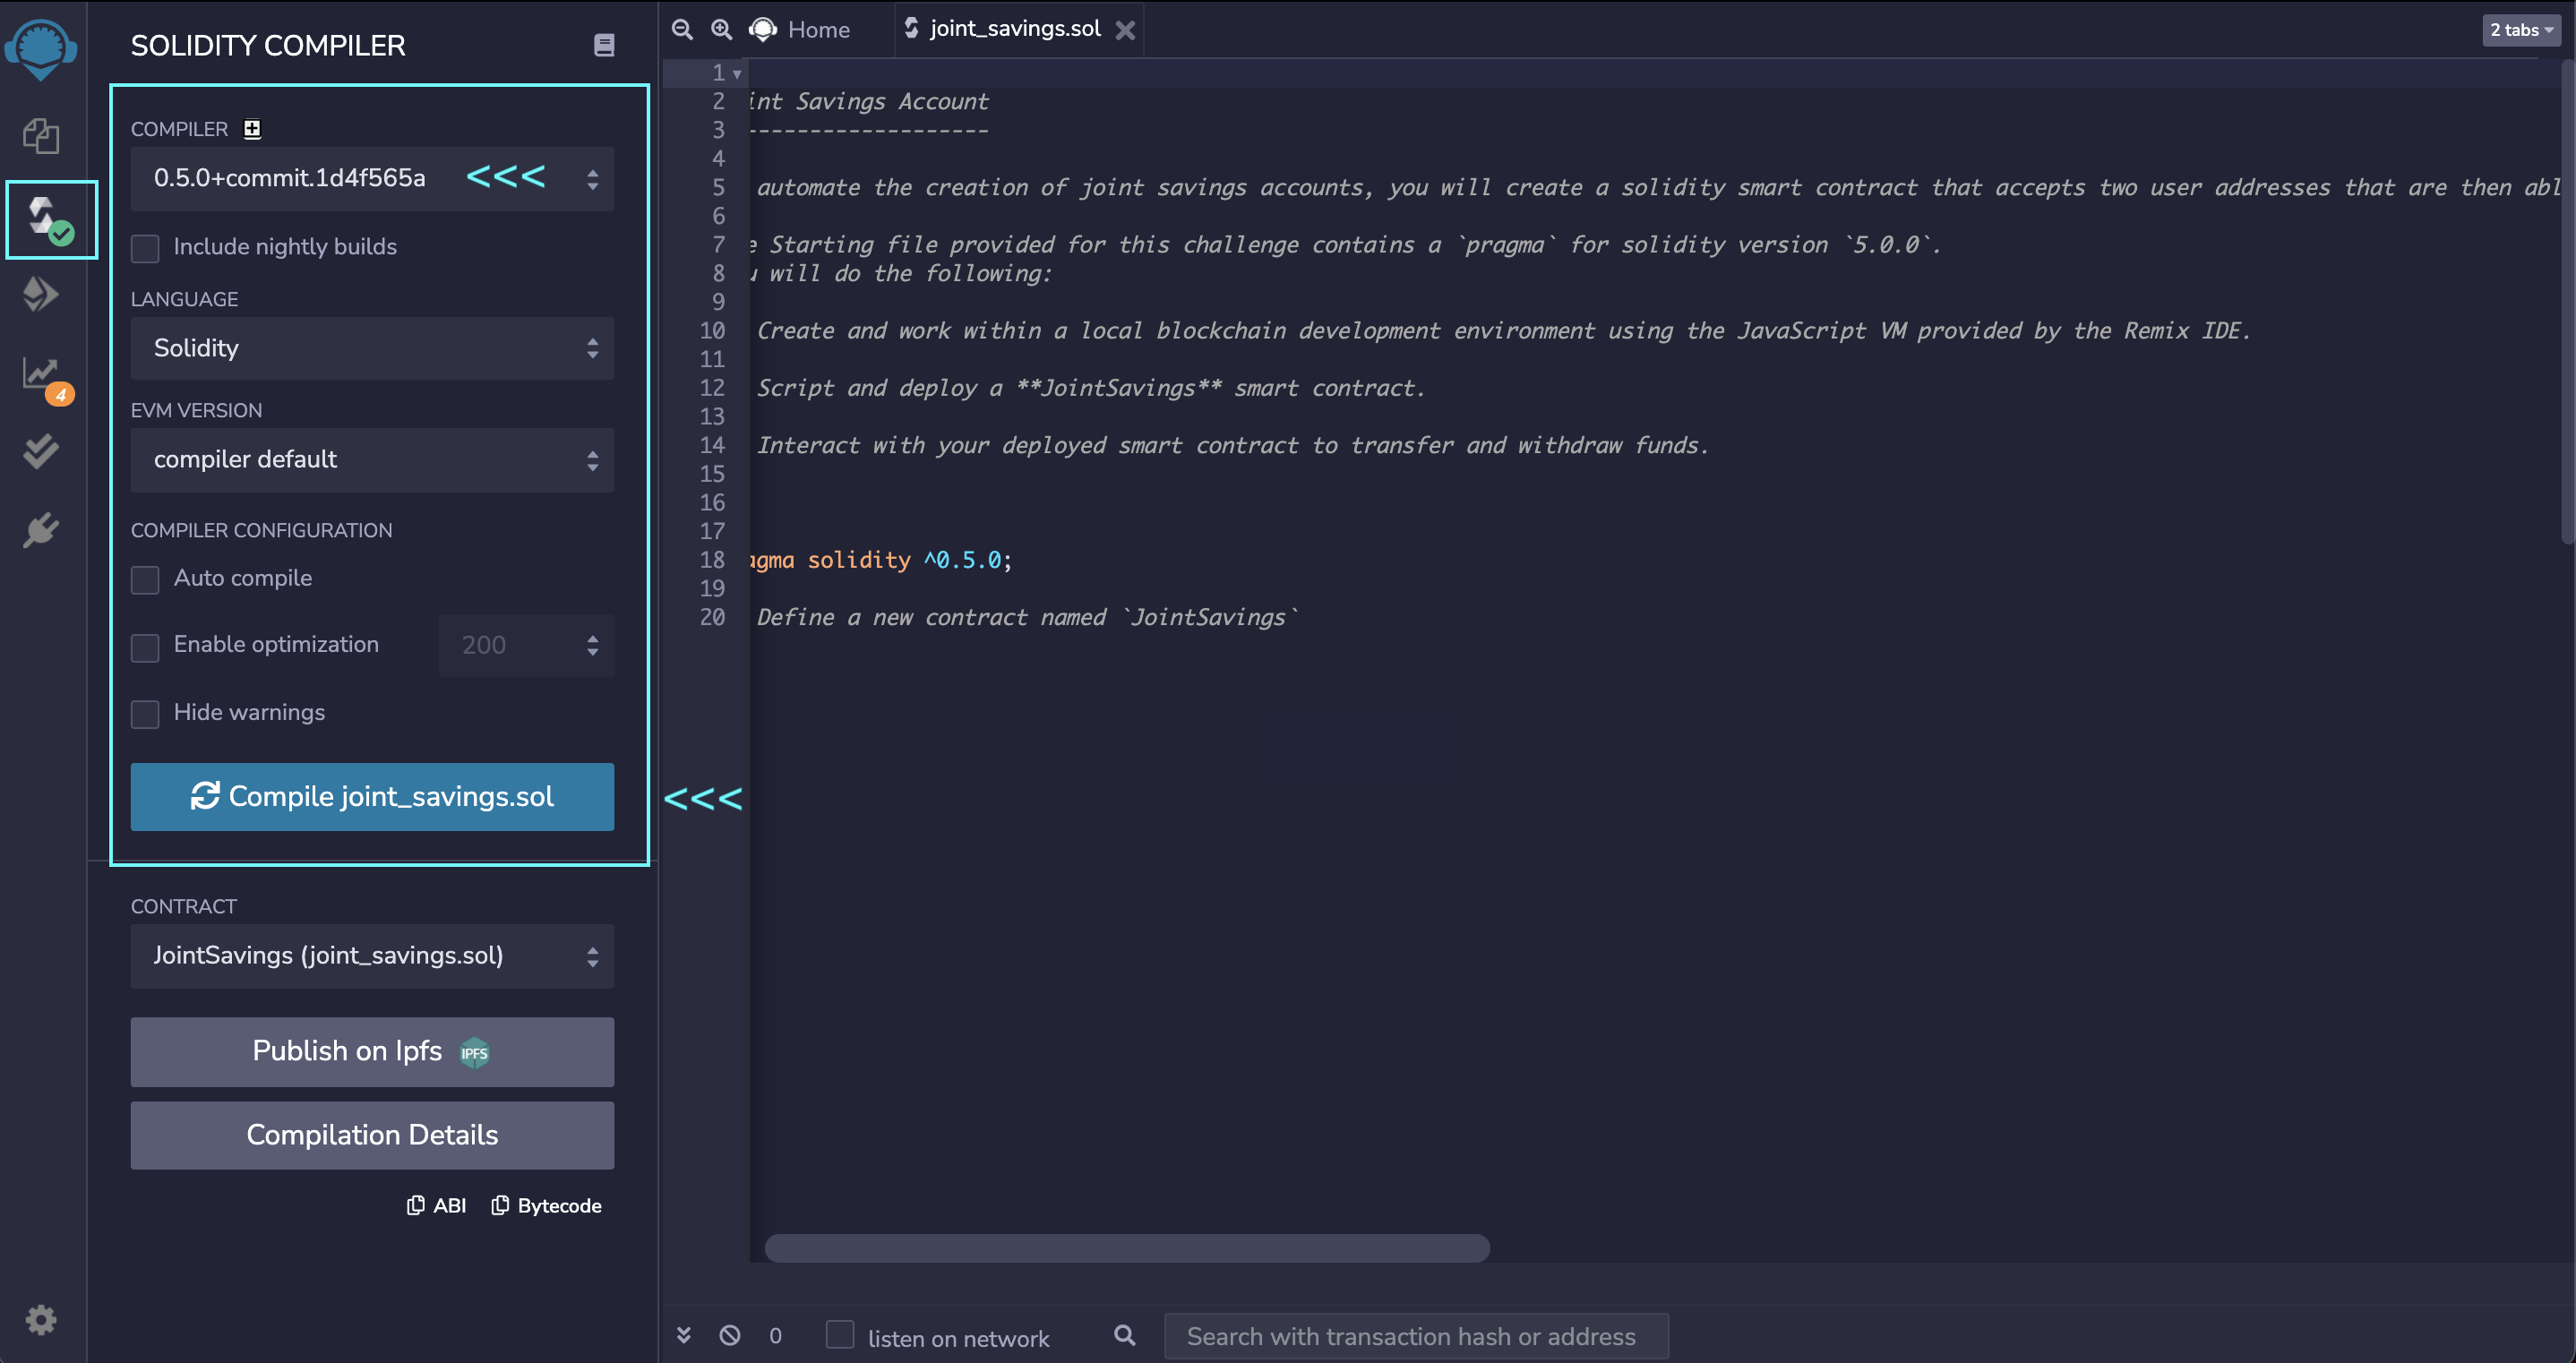 SOLIDITY COMPILER
COMPILER
0.5.0+commit.1d4f565a <<<
Include nightly builds
LANGUAGE
Solidity
EVM VERSION
compiler default
COMPILER CONFIGURATION
Auto compile
Enable optimization 200
Hide warnings
Compile joint_savings.sol
<<<
CONTRACT
JointSavings (joint_savings.sol)
Publish on Ipfs IPFS
Compilation Details
ABI Bytecode
4
Home joint_savings.sol
2 tabs
1
2 int Savings Account
3 -------------------
4
5 automate the creation of joint savings accounts, you will create a solidity smart contract that accepts two user addresses that are then abl
6
7 e Starting file provided for this challenge contains a `pragma` for solidity version `5.0.0`.
8 u will do the following:
9
10 Create and work within a local blockchain development environment using the JavaScript VM provided by the Remix IDE.
11
12 Script and deploy a **JointSavings** smart contract.
13
14 Interact with your deployed smart contract to transfer and withdraw funds.
15
16
17
18 agma solidity ^0.5.0;
19
20 Define a new contract named `JointSavings`
0 listen on network Search with transaction hash or address